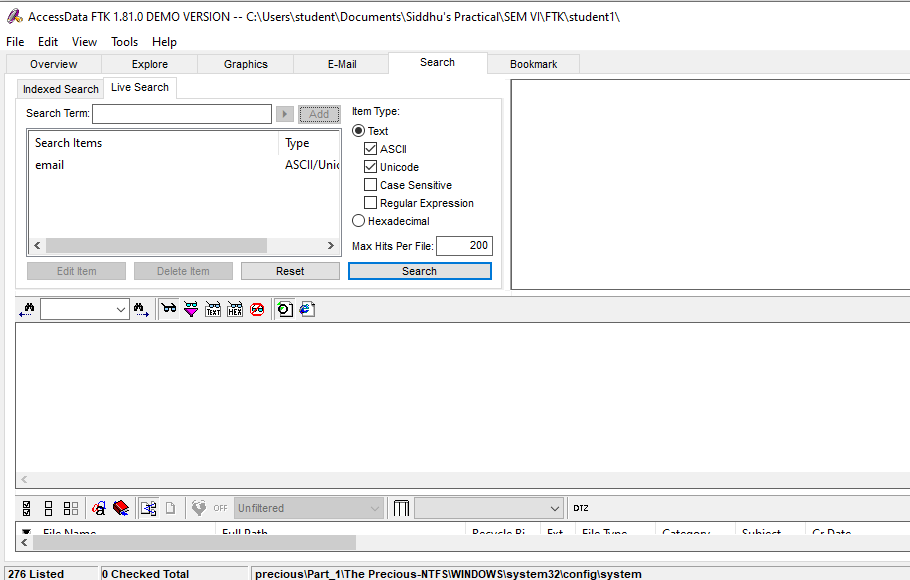 AccessData FTK 1.81.0 DEMO VERSION -- C:\Users\student\Documents\Siddhu's Practical\SEM VI\FTK\student1\
File Edit View Tools Help
Overview Explore Graphics E-Mail Search Bookmark
Indexed Search Live Search
Search Term: Add Item Type:
Text
Search Items Type
ASCII
email ASCII/Unic
Unicode
Case Sensitive
Regular Expression
Hexadecimal
Max Hits Per File: 200
Edit Item Delete Item Reset Search
TEXT HEX
OFF Unfiltered DTZ
File Name Full Path Recycle Bi Ext File Type Category Subject Cr Date
276 Listed 0 Checked Total precious\Part_1\The Precious-NTFS\WINDOWS\system32\config\system